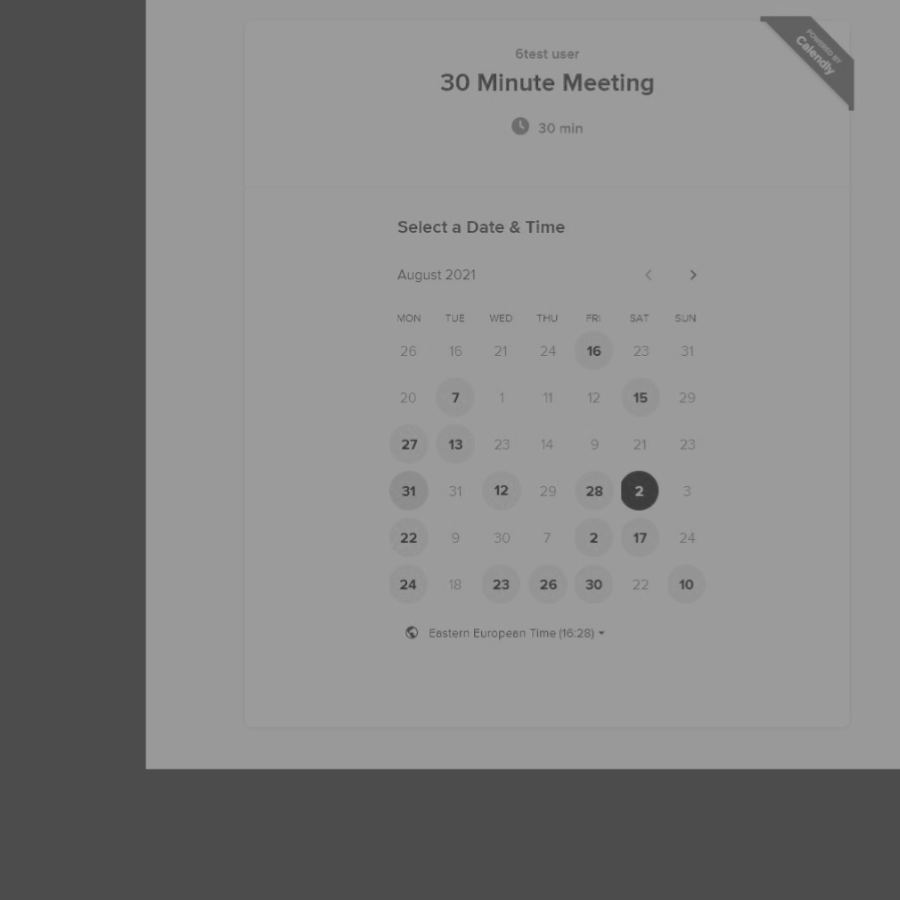 POWERED BY
Calendly
6test user
30 Minute Meeting
30 min
Select a Date & Time
August 2021
MON TUE WED THU FRI SAT SUN
26 16 21 24 16 23 31
20 7 1 11 12 15 29
27 13 23 14 9 21 23
31 31 12 29 28 2 3
22 9 30 7 2 17 24
24 18 23 26 30 22 10
Eastern European Time (16:28)